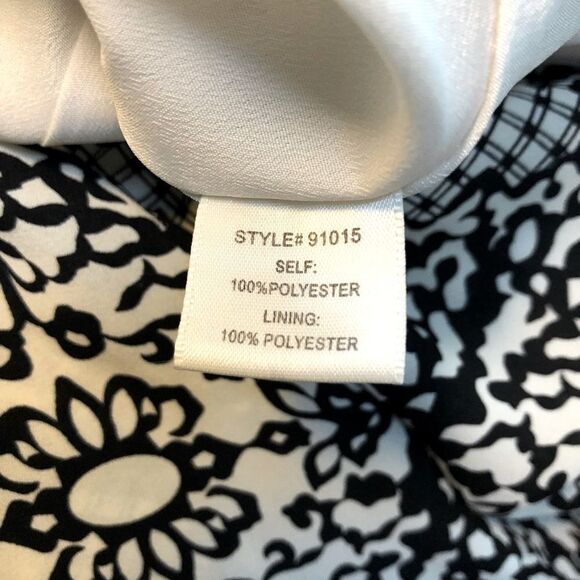 STYLE# 91015
SELF:
100%POLYESTER
LINING:
100% POLYESTER